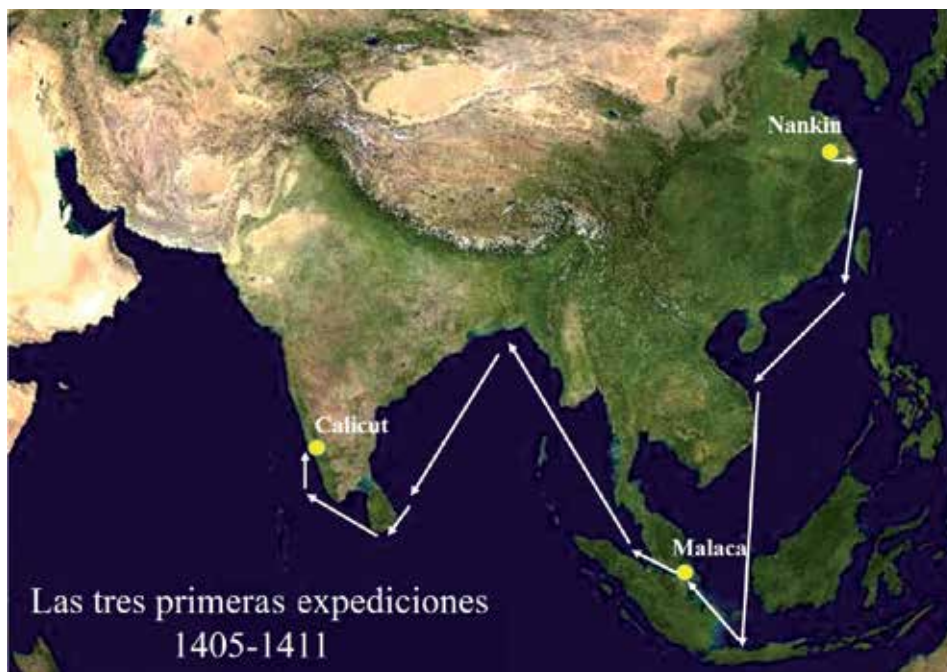 Nankin
Calicut
Malaca
Las tres primeras expediciones
1405-1411